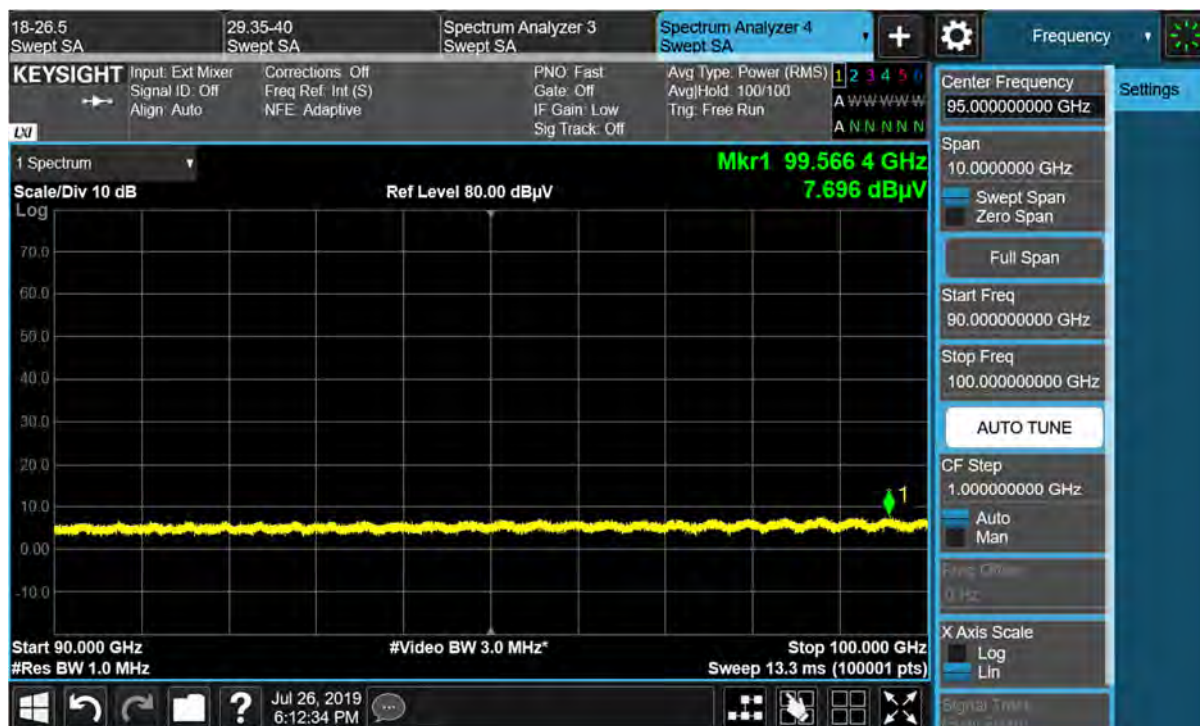 18-26.5
Swept SA
29.35-40
Swept SA
Spectrum Analyzer 3
Swept SA
Spectrum Analyzer 4
Swept SA
+
Frequency
KEYSIGHT
LXI
Input: Ext Mixer
Signal ID: Off
Align: Auto
Corrections: Off
Freq Ref: Int (S)
NFE: Adaptive
PNO: Fast
Gate: Off
IF Gain: Low
Sig Track: Off
Avg Type: Power (RMS)
Avg|Hold: 100/100
Trig: Free Run
1 2 3 4 5 6
A W W W W W
A N N N N N
1 Spectrum
Scale/Div 10 dB
Ref Level 80.00 dBµV
Mkr1 99.566 4 GHz
7.696 dBµV
Log
70.0
60.0
50.0
40.0
30.0
20.0
10.0
0.00
-10.0
1
Start 90.000 GHz
#Res BW 1.0 MHz
#Video BW 3.0 MHz*
Stop 100.000 GHz
Sweep 13.3 ms (100001 pts)
Center Frequency
95.000000000 GHz
Span
10.0000000 GHz
Swept Span
Zero Span
Full Span
Start Freq
90.000000000 GHz
Stop Freq
100.000000000 GHz
AUTO TUNE
CF Step
1.000000000 GHz
Auto
Man
Freq Offset
0 Hz
X Axis Scale
Log
Lin
Signal Track
Settings
?
Jul 26, 2019
6:12:34 PM